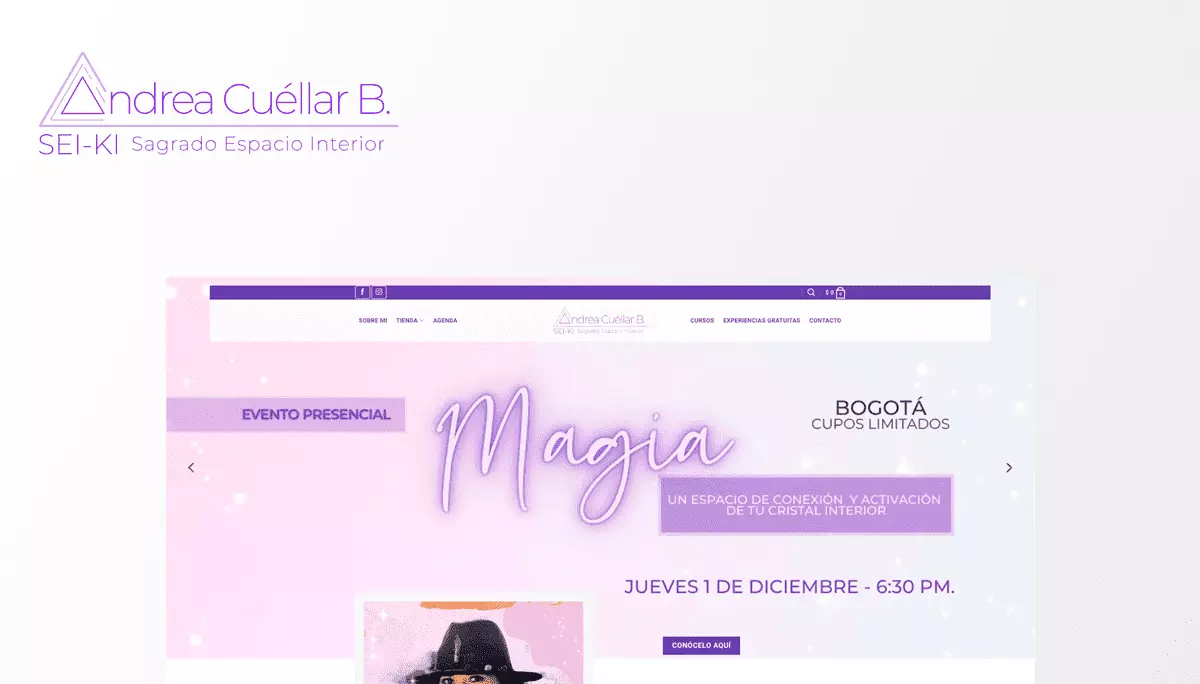 Andrea Cuéllar B.
SEI-KI Sagrado Espacio Interior
$ 0 0
SOBRE MI TIENDA AGENDA
Andrea Cuéllar B.
SEI-KI Sagrado Espacio Interior
CURSOS EXPERIENCIAS GRATUITAS CONTACTO
EVENTO PRESENCIAL
Magia
BOGOTÁ
CUPOS LIMITADOS
UN ESPACIO DE CONEXIÓN Y ACTIVACIÓN
DE TU CRISTAL INTERIOR
JUEVES 1 DE DICIEMBRE - 6:30 PM.
CONÓCELO AQUÍ